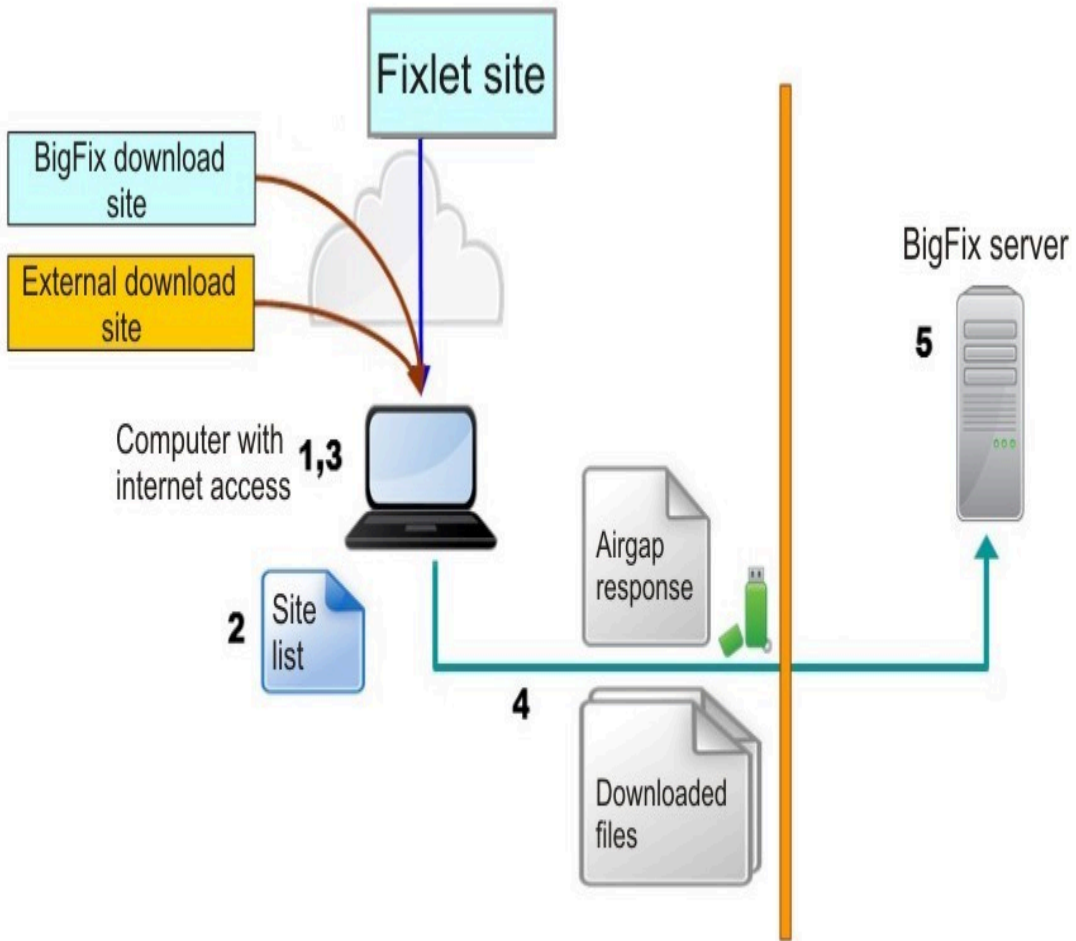 Fixlet site
BigFix download
site
External download
site
BigFix server
5
Computer with
internet access
1,3
Airgap
response
2
Site
list
4
Downloaded
files